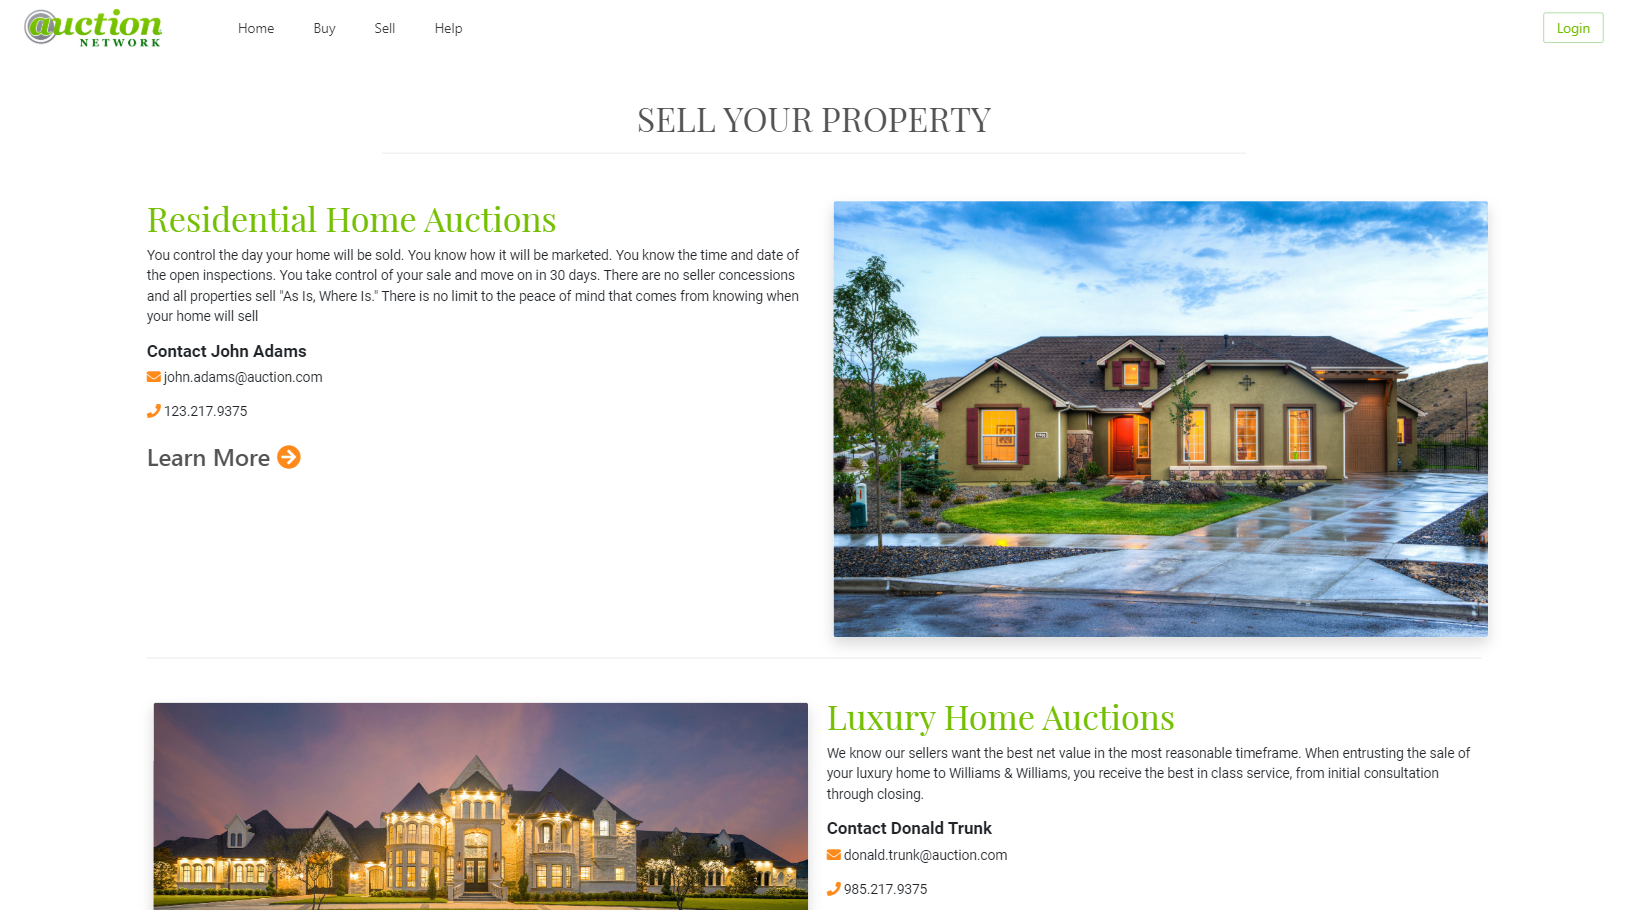 auction
NETWORK
Home
Buy
Sell
Help
Login
SELL YOUR PROPERTY
Residential Home Auctions
You control the day your home will be sold. You know how it will be marketed. You know the time and date of
the open inspections. You take control of your sale and move on in 30 days. There are no seller concessions
and all properties sell "As Is, Where Is." There is no limit to the peace of mind that comes from knowing when
your home will sell
Contact John Adams
john.adams@auction.com
123.217.9375
Learn More
Luxury Home Auctions
We know our sellers want the best net value in the most reasonable timeframe. When entrusting the sale of
your luxury home to Williams & Williams, you receive the best in class service, from initial consultation
through closing.
Contact Donald Trunk
donald.trunk@auction.com
985.217.9375